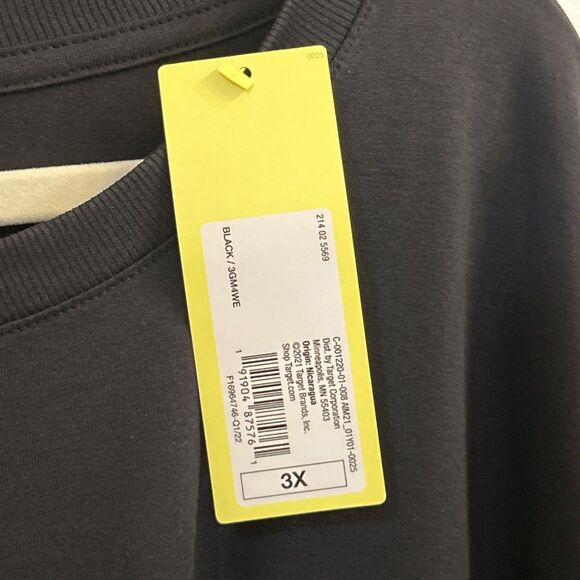 0025
214 02 5569
BLACK / 3GM4WE
C-001220-01-008 AIM21_01Y01-0025
Dist. by Target Corporation
Minneapolis, MN 55403
Origin: Nicaragua
©2021 Target Brands, Inc.
Shop Target.com
1 91904 87576 1
F16964746-Q1/22
3X